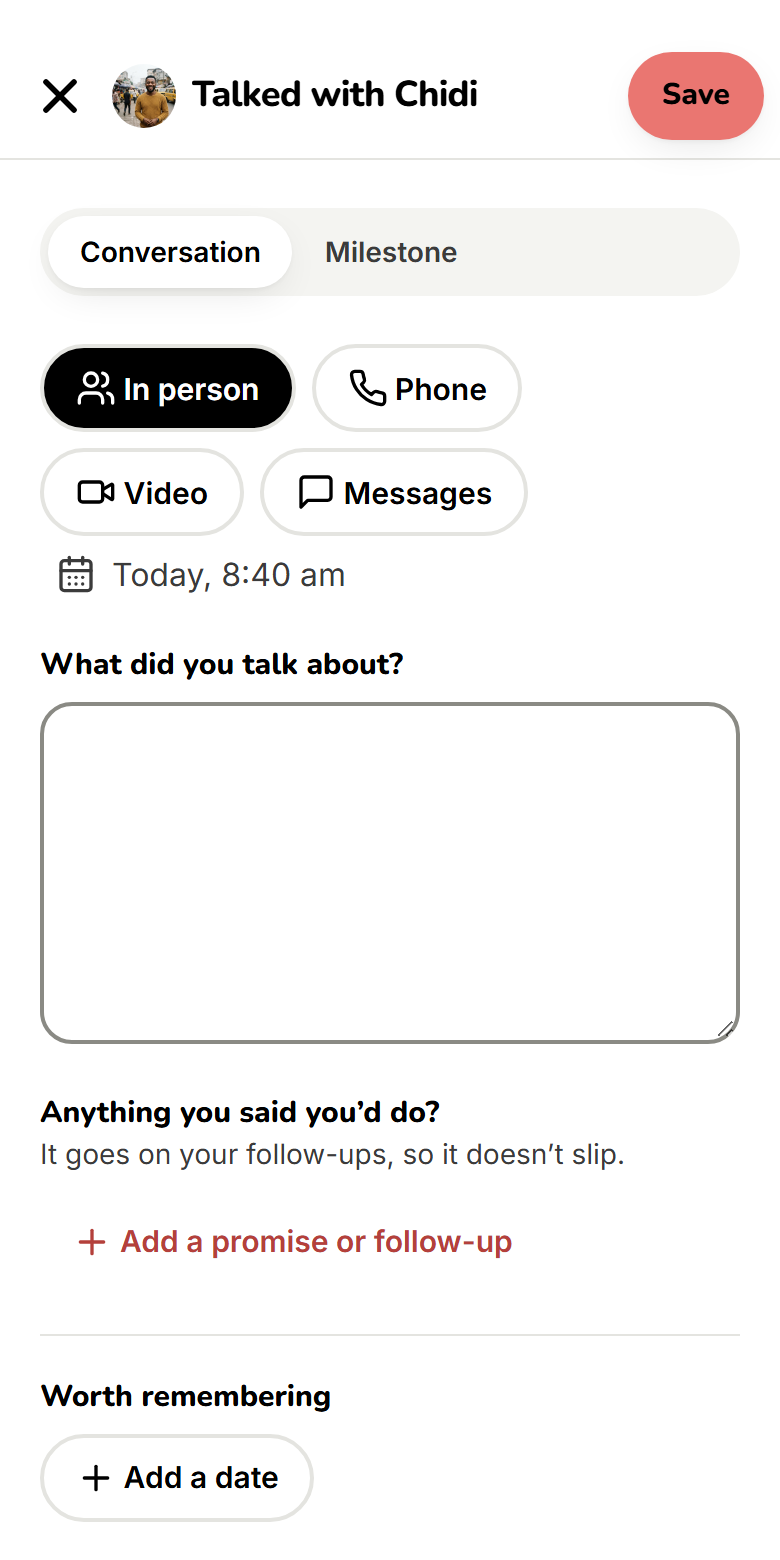 Talked with Chidi
Save
Conversation
Milestone
In person
Phone
Video
Messages
Today, 8:40 am
What did you talk about?
Anything you said you’d do?
It goes on your follow-ups, so it doesn’t slip.
Add a promise or follow-up
Worth remembering
Add a date